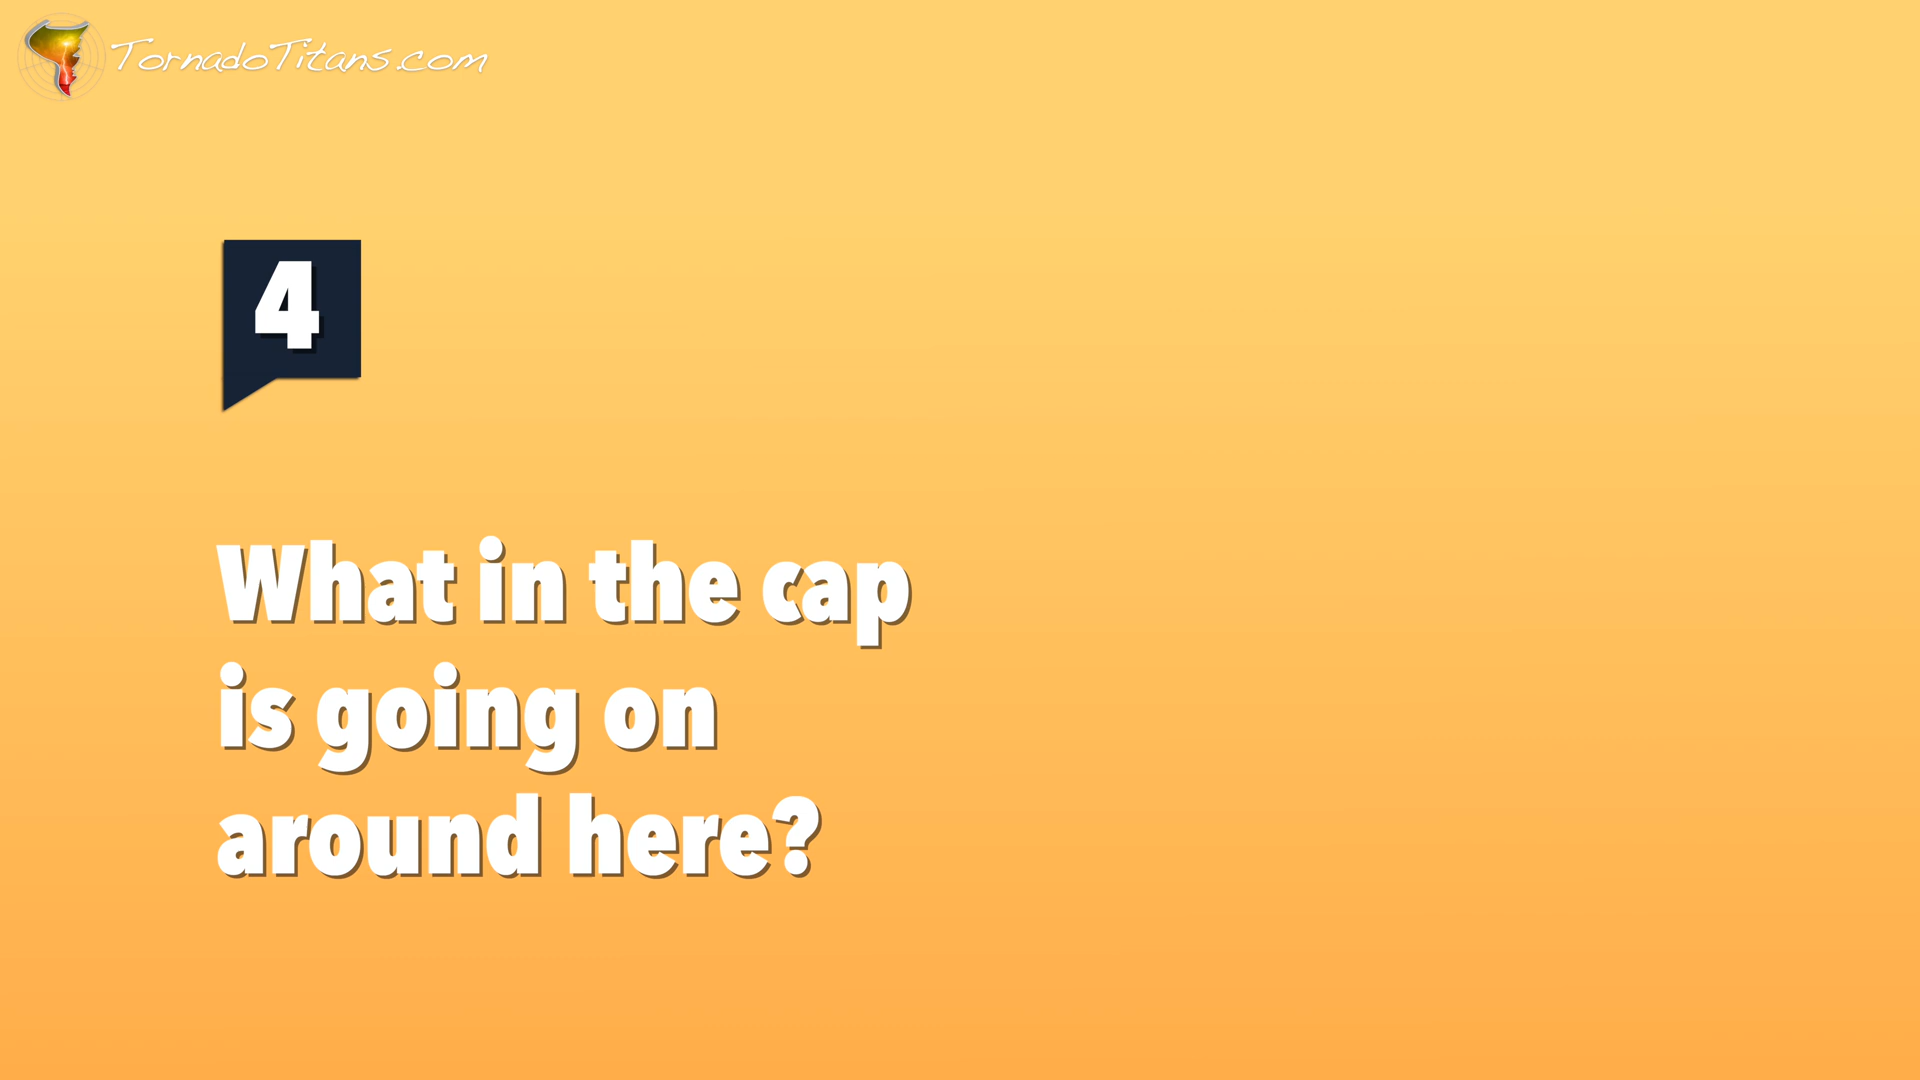 TornadoTitans.com
4
What in the cap
is going on
around here?